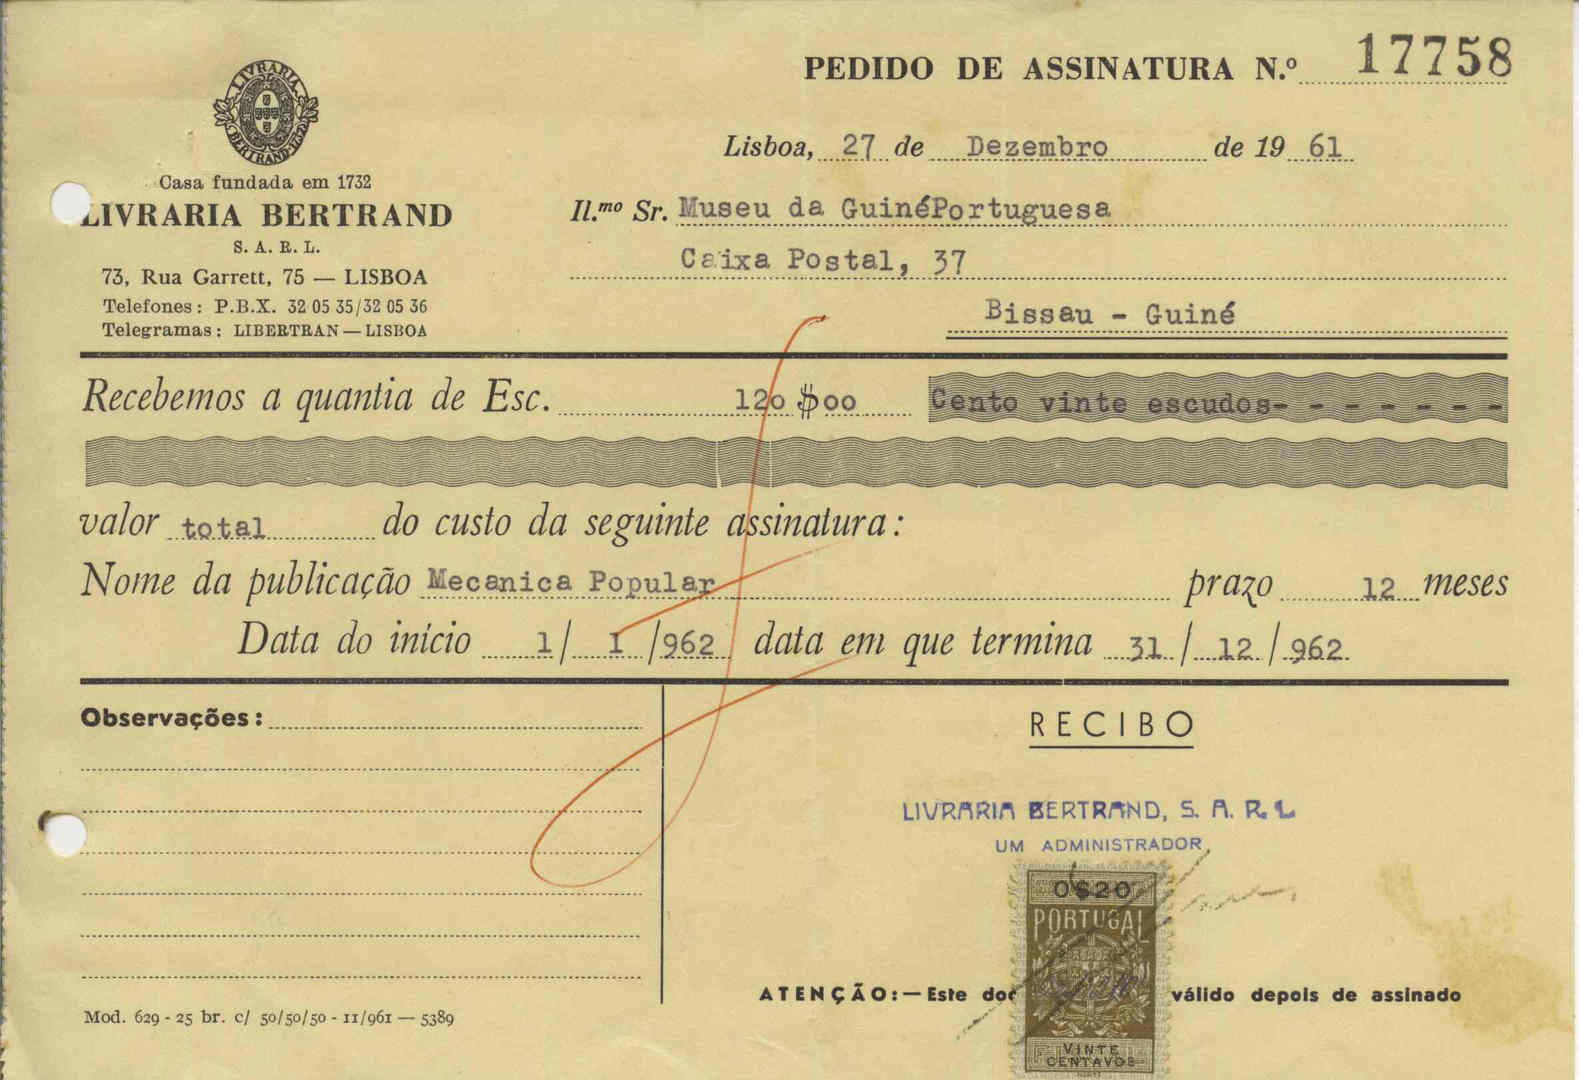 PEDIDO DE ASSINATURA N.º 17758
LIVRARIA
BERTRAND 1732
Lisboa, 27 de Dezembro de 19 61
Casa fundada em 1732
LIVRARIA BERTRAND
S. A. R. L.
73, Rua Garrett, 75 — LISBOA
Telefones: P.B.X. 32 05 35/32 05 36
Telegramas: LIBERTRAN — LISBOA
Il.mo Sr. Museu da GuinéPortuguesa
Caixa Postal, 37
Bissau - Guiné
Recebemos a quantia de Esc. 120$00 Cento vinte escudos- - - - - - -
valor total do custo da seguinte assinatura:
Nome da publicação Mecanica Popular prazo 12 meses
Data do início 1/ I /962 data em que termina 31/ 12/962
Observações:
RECIBO
LIVRARIA BERTRAND, S. A. R. L
UM ADMINISTRADOR,
0$20
PORTUGAL
VINTE
CENTAVOS
ATENÇÃO:—Este doc válido depois de assinado
Mod. 629 - 25 br. c/ 50/50/50 - 11/961 — 5389